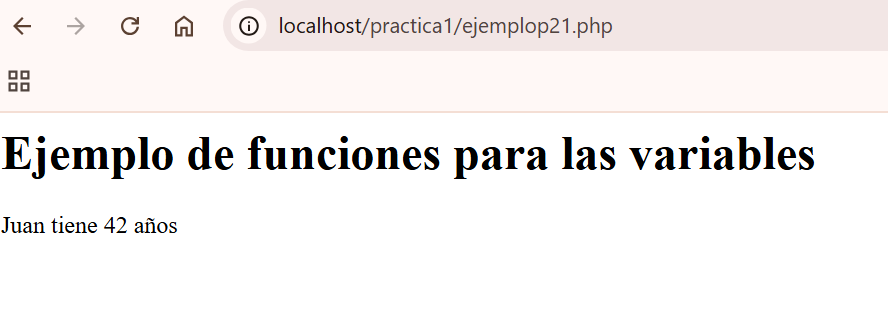 localhost/practica1/ejemplop21.php
Ejemplo de funciones para las variables
Juan tiene 42 años